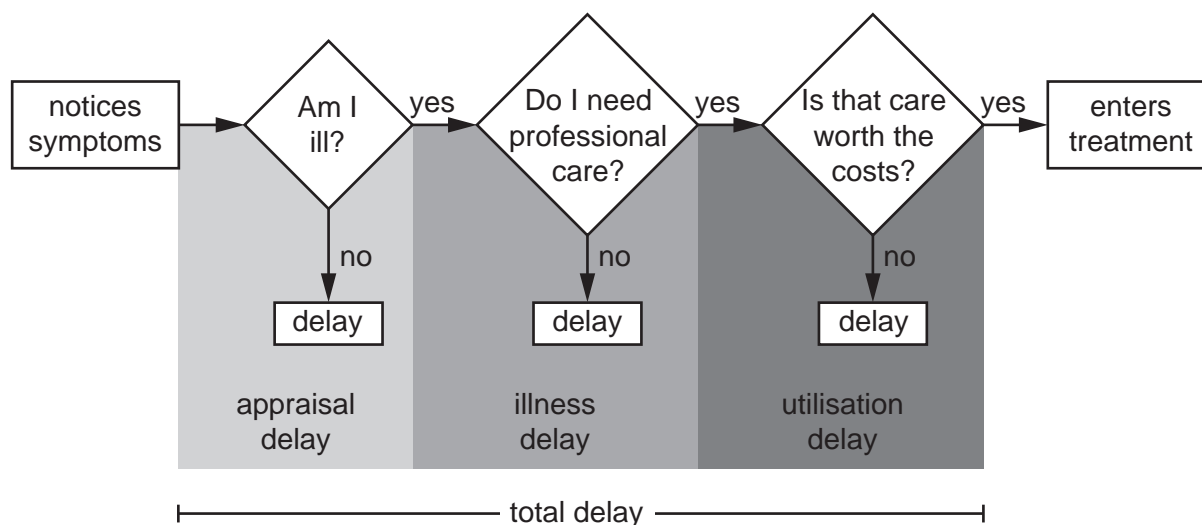 notices
symptoms
Am I
ill?
yes
Do I need
professional
care?
yes
Is that care
worth the
costs?
yes
enters
treatment
no
no
no
delay
delay
delay
appraisal
delay
illness
delay
utilisation
delay
total delay